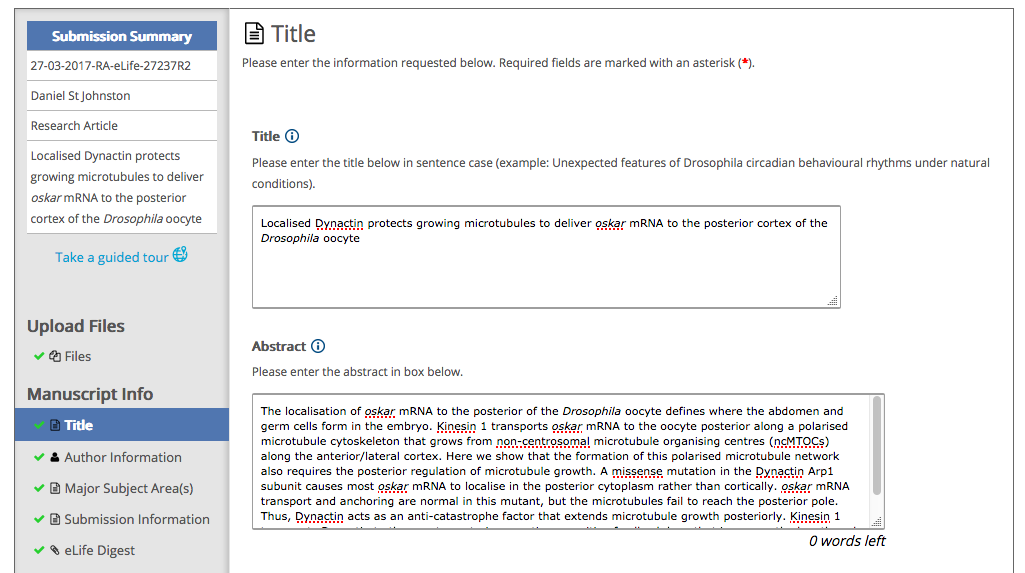 Submission Summary
27-03-2017-RA-eLife-27237R2
Daniel St Johnston
Research Article
Localised Dynactin protects
growing microtubules to deliver
oskar mRNA to the posterior
cortex of the Drosophila oocyte
Take a guided tour
Upload Files
Files
Manuscript Info
Title
Author Information
Major Subject Area(s)
Submission Information
eLife Digest
Title
Please enter the information requested below. Required fields are marked with an asterisk (*).
Title
Please enter the title below in sentence case (example: Unexpected features of Drosophila circadian behavioural rhythms under natural
conditions).
Localised Dynactin protects growing microtubules to deliver oskar mRNA to the posterior cortex of the
Drosophila oocyte
Abstract
Please enter the abstract in box below.
The localisation of oskar mRNA to the posterior of the Drosophila oocyte defines where the abdomen and
germ cells form in the embryo. Kinesin 1 transports oskar mRNA to the oocyte posterior along a polarised
microtubule cytoskeleton that grows from non-centrosomal microtubule organising centres (ncMTOCs)
along the anterior/lateral cortex. Here we show that the formation of this polarised microtubule network
also requires the posterior regulation of microtubule growth. A missense mutation in the Dynactin Arp1
subunit causes most oskar mRNA to localise in the posterior cytoplasm rather than cortically. oskar mRNA
transport and anchoring are normal in this mutant, but the microtubules fail to reach the posterior pole.
Thus, Dynactin acts as an anti-catastrophe factor that extends microtubule growth posteriorly. Kinesin 1
0 words left